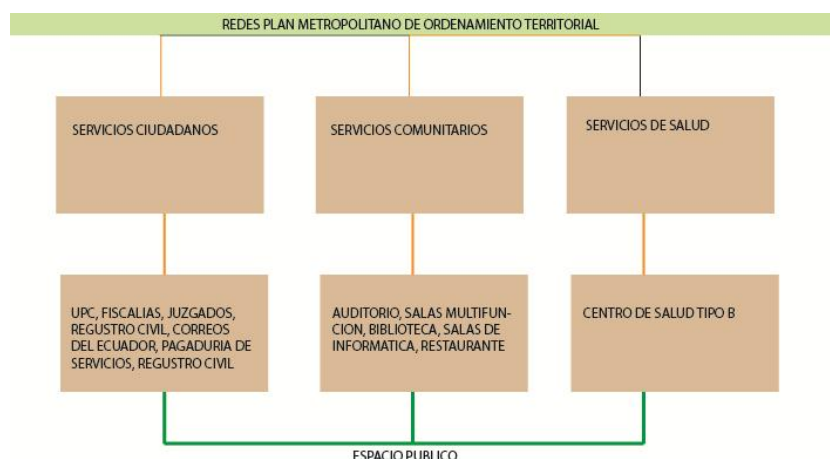 REDES PLAN METROPOLITANO DE ORDENAMIENTO TERRITORIAL
SERVICIOS CIUDADANOS
SERVICIOS COMUNITARIOS
SERVICIOS DE SALUD
UPC, FISCALIAS, JUZGADOS,
REGUSTRO CIVIL, CORREOS
DEL ECUADOR, PAGADURIA DE
SERVICIOS, REGISTRO CIVIL
AUDITORIO, SALAS MULTIFUN-
CION, BIBLIOTECA, SALAS DE
INFORMATICA, RESTAURANTE
CENTRO DE SALUD TIPO B
ESPACIO PUBLICO